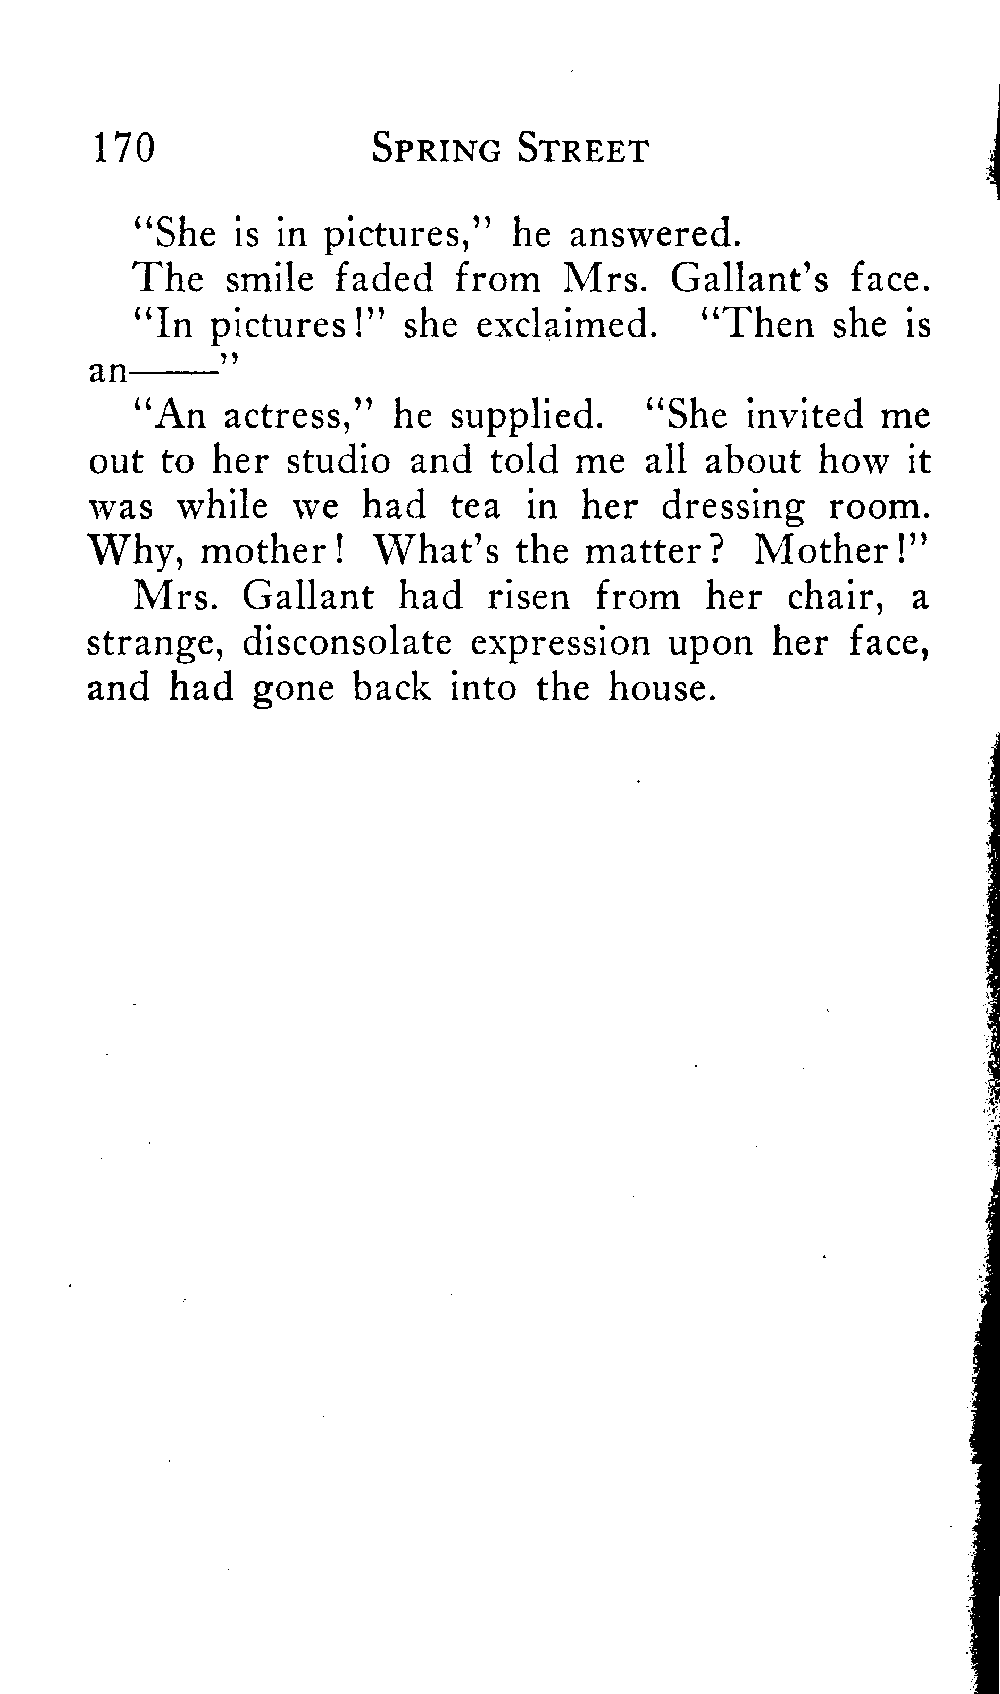 170 SPRING STREET
“She is in pictures,” he answered.
The smile faded from Mrs. Gallant’s face.
“In pictures!” she exclaimed. “Then she is
an——”
“An actress,” he supplied. “She invited me
out to her studio and told me all about how it
was while we had tea in her dressing room.
Why, mother! What’s the matter? Mother!”
Mrs. Gallant had risen from her chair, a
strange, disconsolate expression upon her face,
and had gone back into the house.